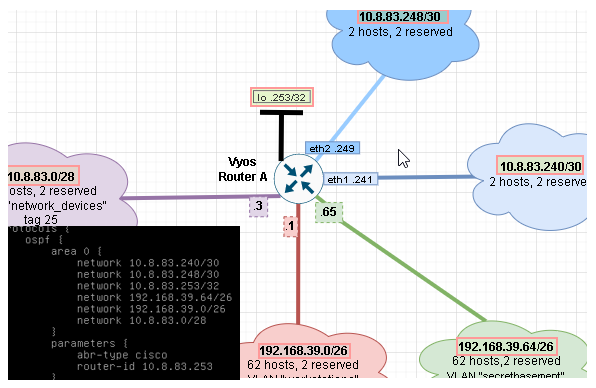 10.8.83.248/30
2 hosts, 2 reserved
lo .253/32
eth2 .249
Vyos
Router A
eth1 .241
10.8.83.240/30
2 hosts, 2 reserved
10.8.83.0/28
osts, 2 reserved
"network_devices"
tag 25
.3
.65
.1
rotocols {
ospf {
area 0 {
network 10.8.83.240/30
network 10.8.83.248/30
network 10.8.83.253/32
network 192.168.39.64/26
network 192.168.39.0/26
network 10.8.83.0/28
}
parameters {
abr-type cisco
router-id 10.8.83.253
}
192.168.39.0/26
62 hosts, 2 reserved
VLAN "workstations"
192.168.39.64/26
62 hosts,2 reserved
VLAN "secretbasement"